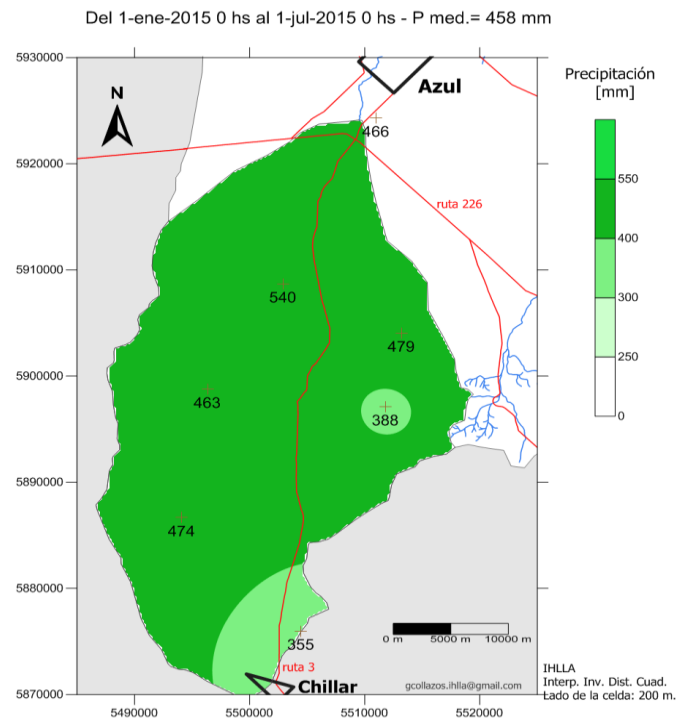 Del 1-ene-2015 0 hs al 1-jul-2015 0 hs - P med.= 458 mm
5930000
N
Azul
466
5920000
ruta 226
5910000
540
479
5900000
463
388
5890000
474
5880000
355
0 m 5000 m 10000 m
ruta 3
Chillar
gcollazos.ihlla@gmail.com
5870000
5490000 5500000 5510000 5520000
Precipitación
[mm]
550
400
300
250
0
IHLLA
Interp. Inv. Dist. Cuad.
Lado de la celda: 200 m.